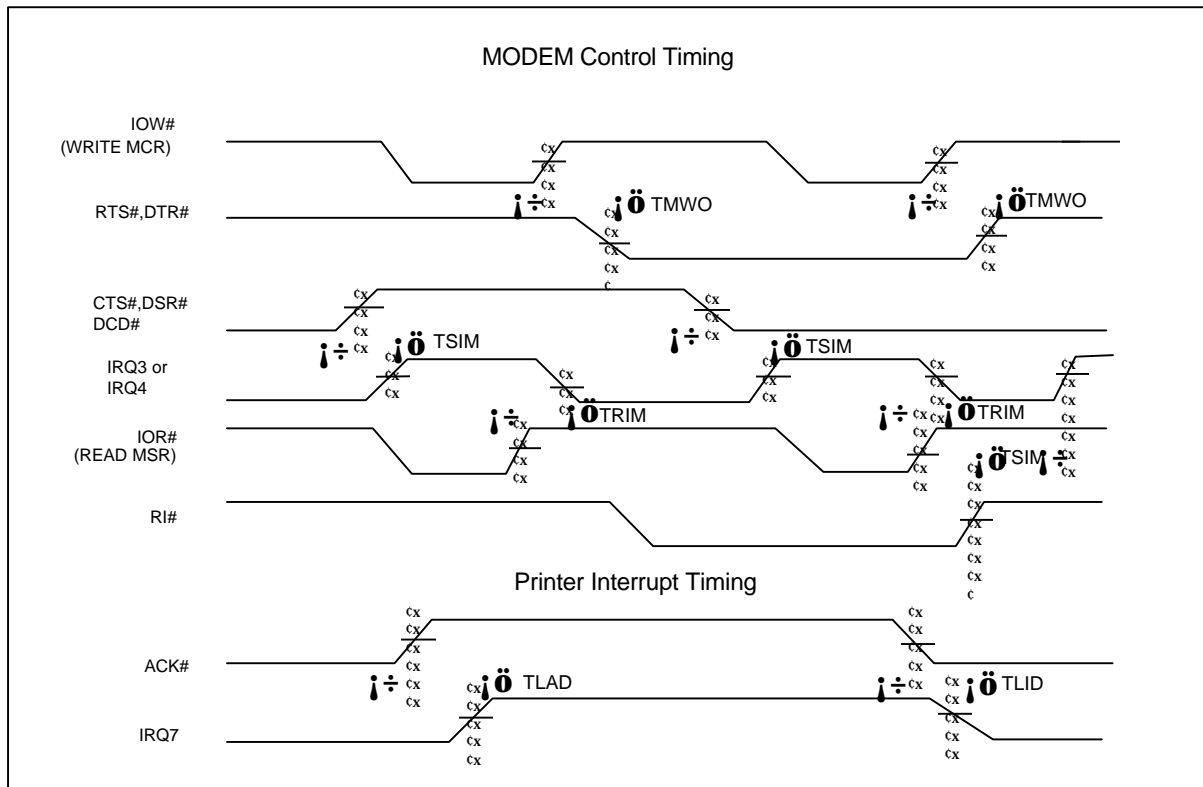 MODEM Control Timing
IOW#
(WRITE MCR)
RTS#,DTR#
TMWO
TMWO
CTS#,DSR#
DCD#
TSIM
TSIM
IRQ3 or
IRQ4
TRIM
TRIM
IOR#
(READ MSR)
TSIM
RI#
Printer Interrupt Timing
ACK#
TLAD
TLID
IRQ7